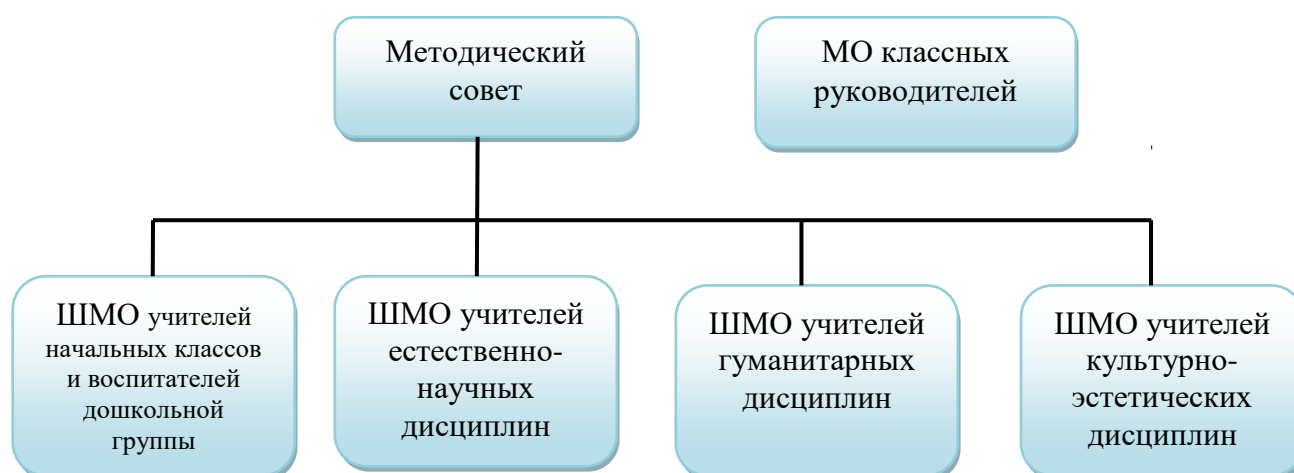 Методический
совет
МО классных
руководителей
ШМО учителей
начальных классов
и воспитателей
дошкольной
группы
ШМО учителей
естественно-
научных
дисциплин
ШМО учителей
гуманитарных
дисциплин
ШМО учителей
культурно-
эстетических
дисциплин